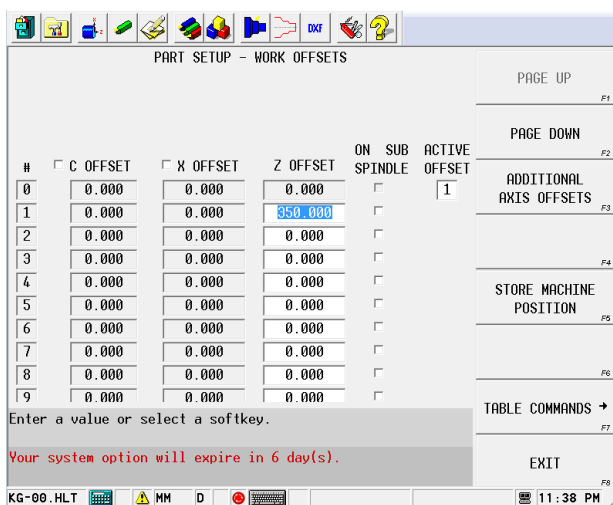 DXF
PART SETUP - WORK OFFSETS
PAGE UP
F1
PAGE DOWN
F2
ADDITIONAL
AXIS OFFSETS
F3
F4
STORE MACHINE
POSITION
F5
F6
TABLE COMMANDS →
F7
EXIT
F8
ON SUB ACTIVE
# C OFFSET X OFFSET Z OFFSET SPINDLE OFFSET
0 0.000 0.000 0.000 1
1 0.000 0.000 350.000
2 0.000 0.000 0.000
3 0.000 0.000 0.000
4 0.000 0.000 0.000
5 0.000 0.000 0.000
6 0.000 0.000 0.000
7 0.000 0.000 0.000
8 0.000 0.000 0.000
9 0.000 0.000 0.000
Enter a value or select a softkey.
Your system option will expire in 6 day(s).
KG-00.HLT MM D 11:38 PM